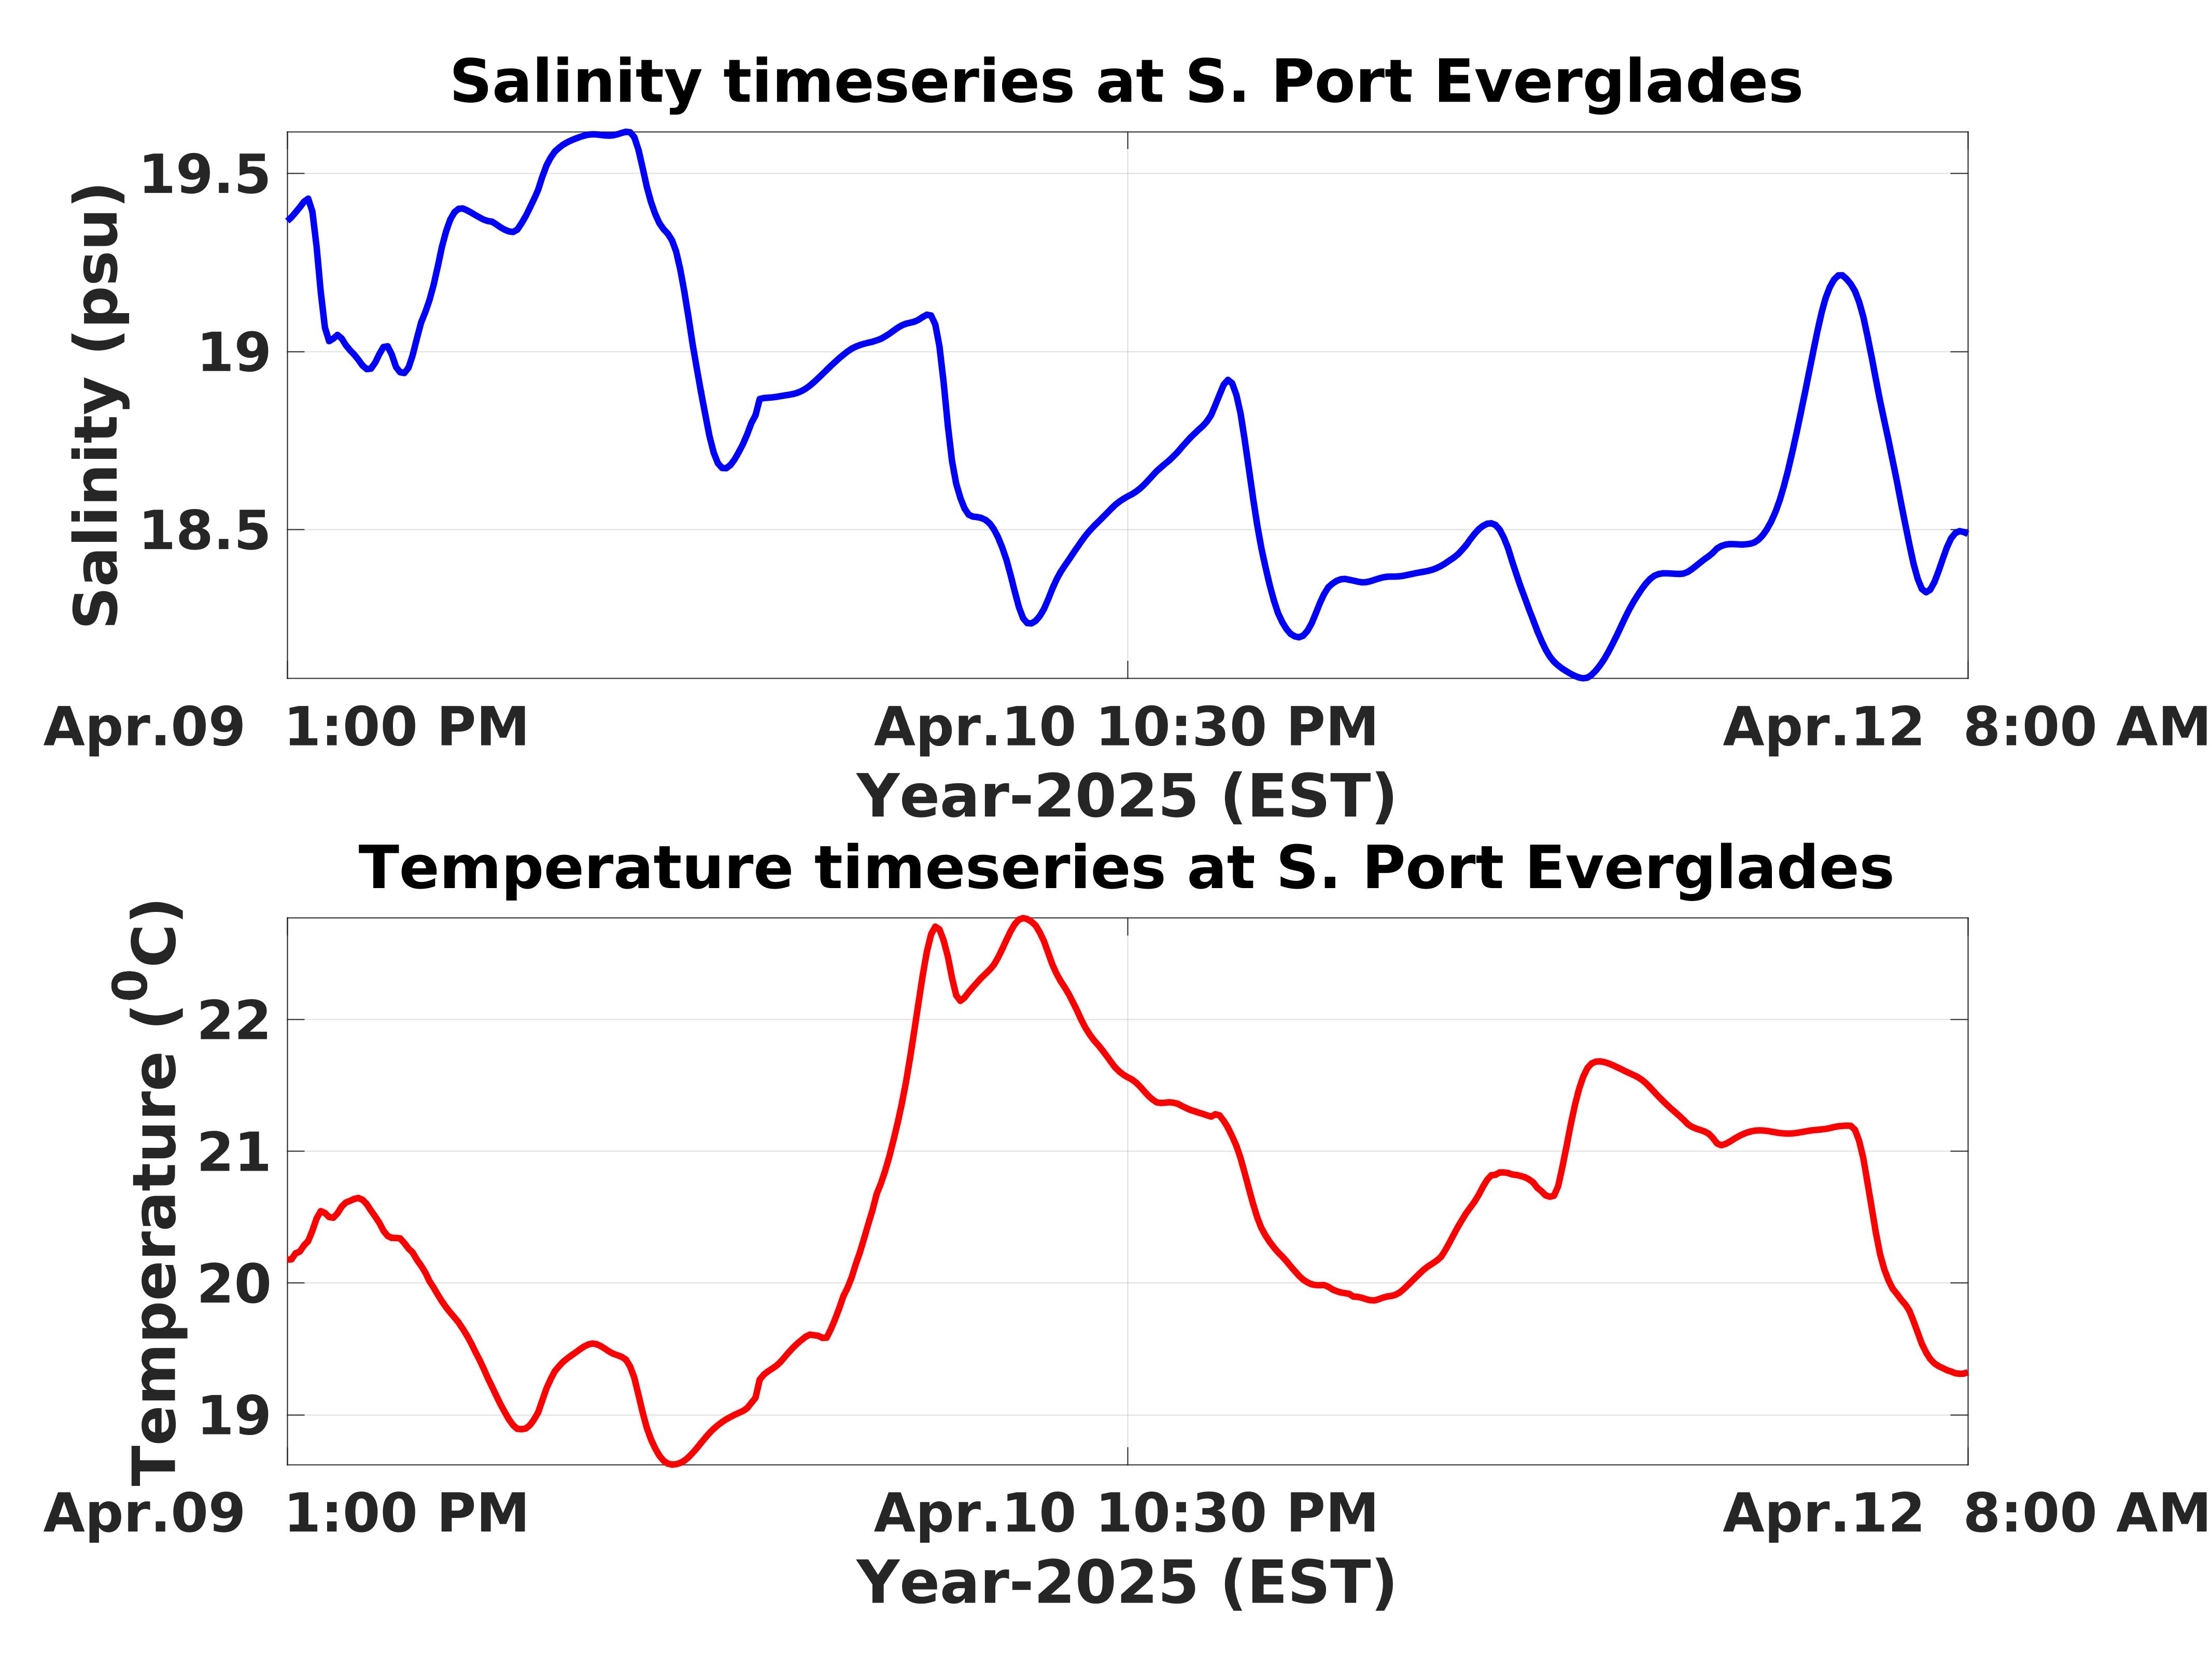 Salinity timeseries at S. Port Everglades
Salinity (psu)
19.5
19
18.5
Apr.09  1:00 PM
Apr.10 10:30 PM
Apr.12  8:00 AM
Year-2025 (EST)
Temperature timeseries at S. Port Everglades
Temperature (⁰C)
22
21
20
19
Apr.09  1:00 PM
Apr.10 10:30 PM
Apr.12  8:00 AM
Year-2025 (EST)